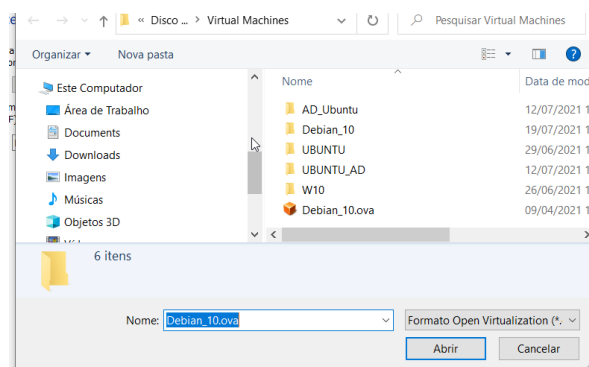 « Disco ... > Virtual Machines
Pesquisar Virtual Machines
Organizar
Nova pasta
Este Computador
Área de Trabalho
Documents
Downloads
Imagens
Músicas
Objetos 3D
Nome
Data de mod
AD_Ubuntu
12/07/2021 1
Debian_10
19/07/2021 1
UBUNTU
29/06/2021 1
UBUNTU_AD
12/07/2021 1
W10
26/06/2021 1
Debian_10.ova
09/04/2021 1
6 itens
Nome: Debian_10.ova
Formato Open Virtualization (*.
Abrir
Cancelar